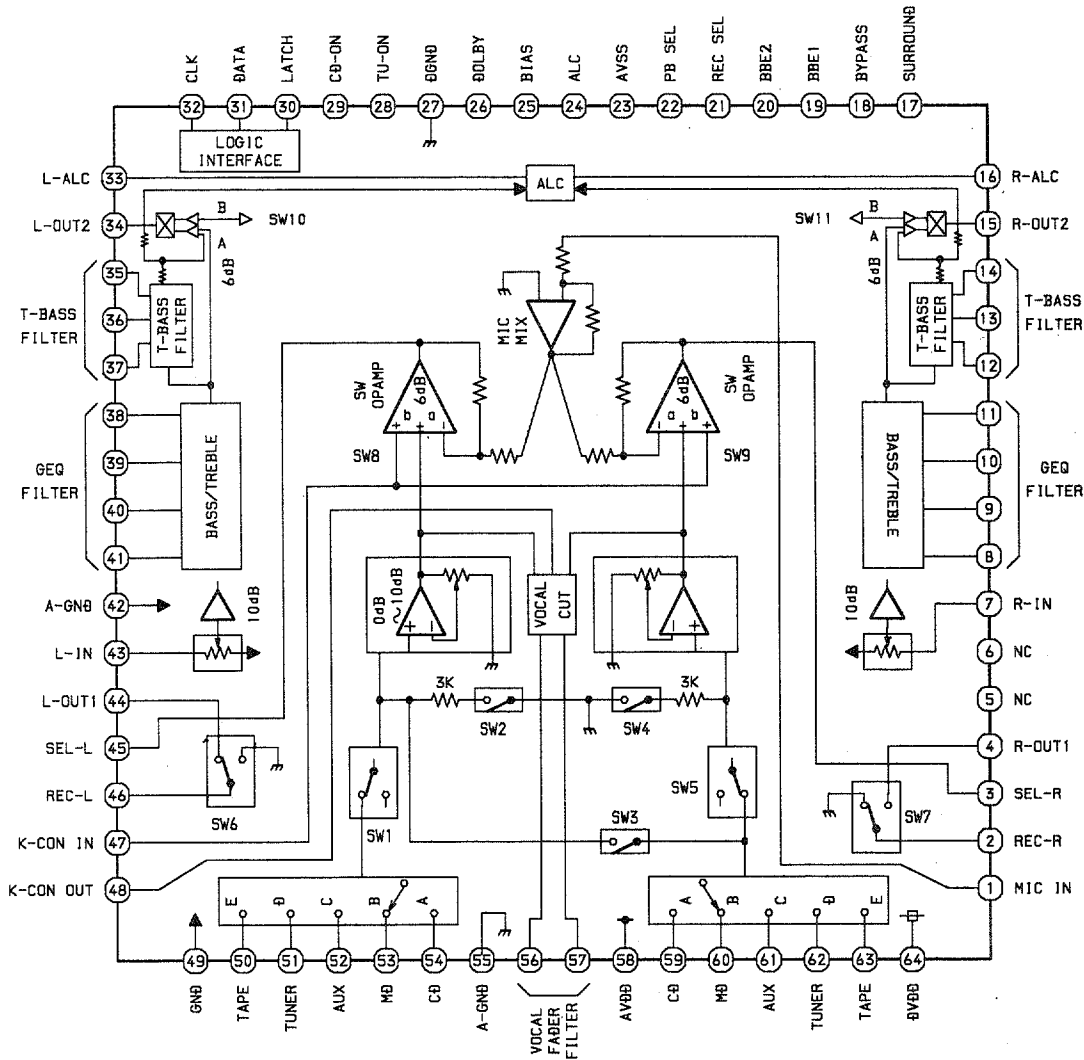 CLK
DATA
LATCH
CD-ON
TU-ON
DGND
DOLBY
BIAS
ALC
AVSS
PB SEL
REC SEL
BBE2
BBE1
BYPASS
SURROUND
32
31
30
29
28
27
26
25
24
23
22
21
20
19
18
17
LOGIC
INTERFACE
L-ALC
33
ALC
16
R-ALC
L-OUT2
34
B
A
SW10
6dB
SW11
B
A
6dB
15
R-OUT2
35
36
37
T-BASS
FILTER
T-BASS
FILTER
MIC
MIX
T-BASS
FILTER
14
13
12
T-BASS
FILTER
SW
OPAMP
6dB
b
a
+
+
−
SW8
SW
OPAMP
6dB
a
b
−
+
+
SW9
38
39
40
41
GEQ
FILTER
BASS/TREBLE
BASS/TREBLE
11
10
9
8
GEQ
FILTER
A-GND
42
10dB
0dB
~10dB
+
−
VOCAL
CUT
−
+
10dB
7
R-IN
L-IN
43
6
NC
L-OUT1
44
3K
SW2
SW4
3K
5
NC
SEL-L
45
4
R-OUT1
REC-L
46
SW6
SW1
SW5
SW7
3
SEL-R
K-CON IN
47
SW3
2
REC-R
K-CON OUT
48
1
MIC IN
E
D
C
B
A
A
B
C
D
E
49
50
51
52
53
54
55
56
57
58
59
60
61
62
63
64
GND
TAPE
TUNER
AUX
MD
CD
A-GND
VOCAL
FADER
FILTER
AVDD
CD
MD
AUX
TUNER
TAPE
DVDD